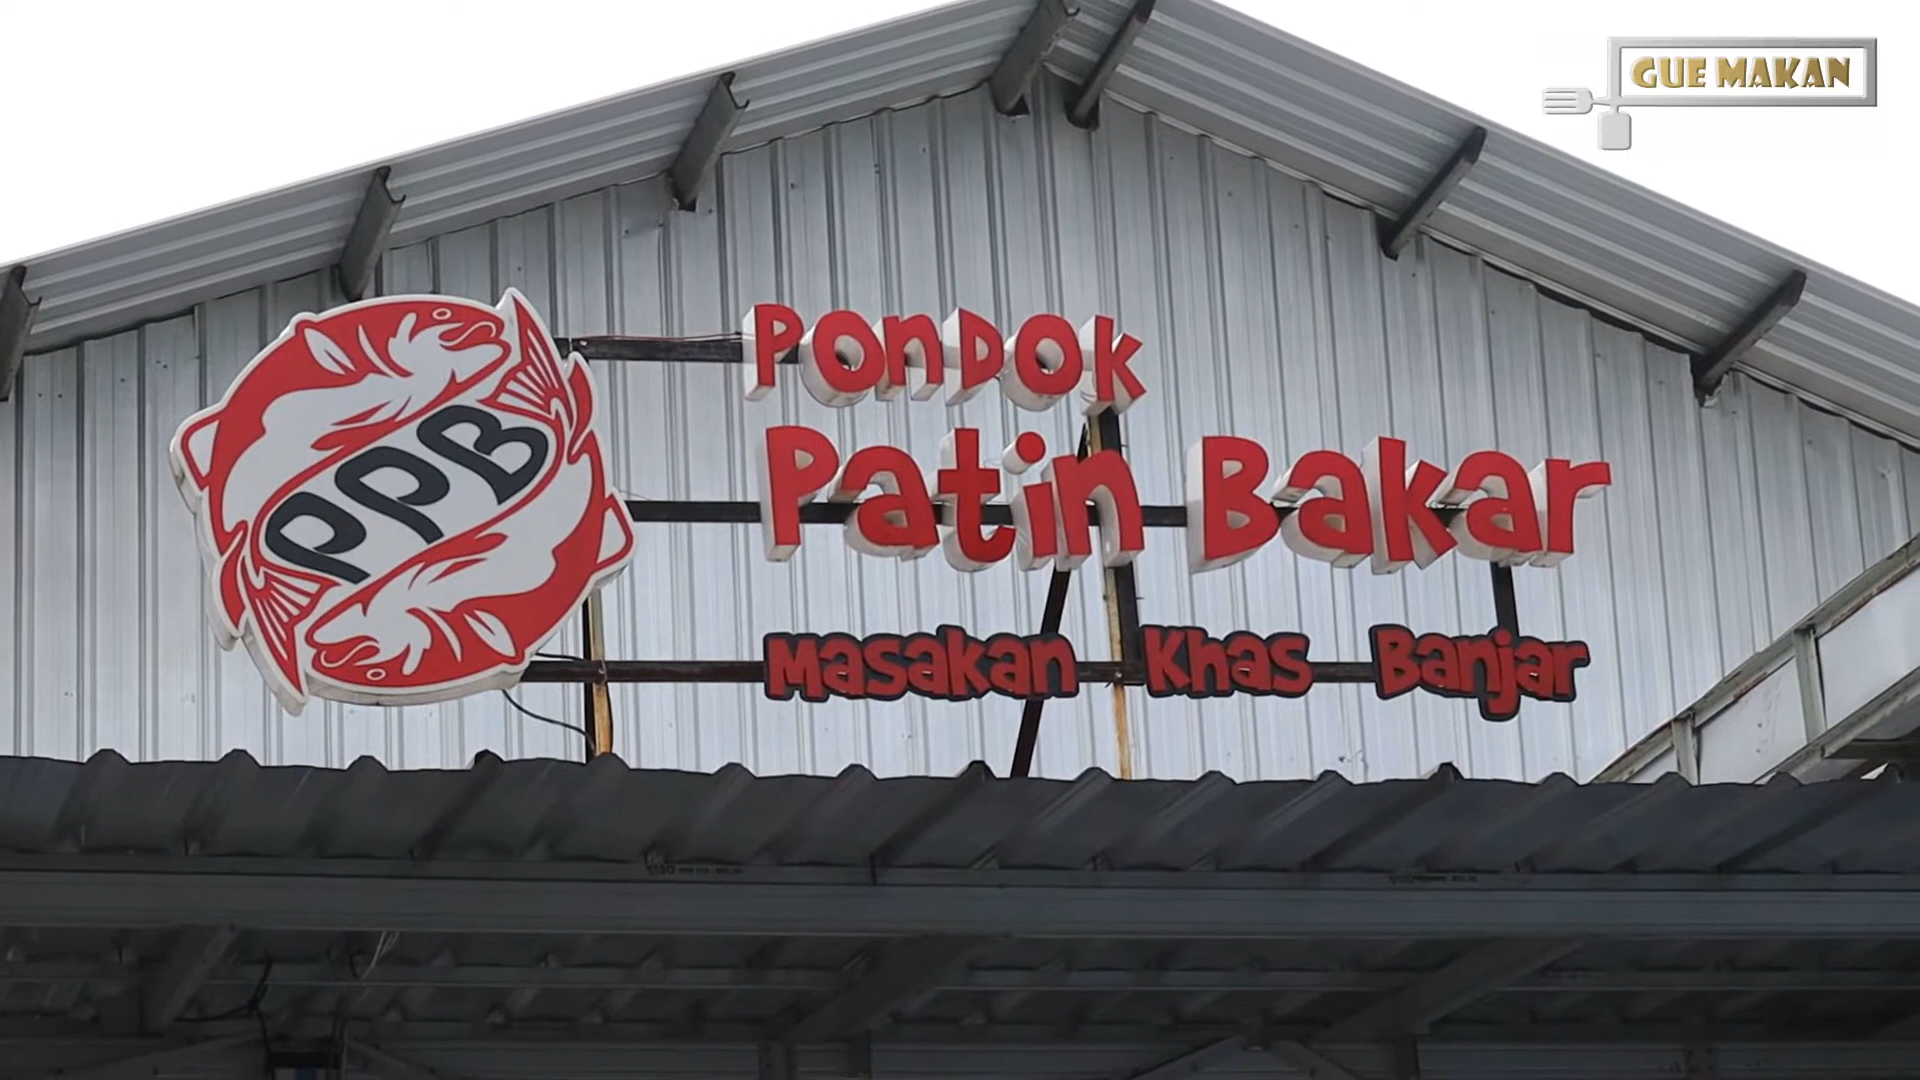 GUE MAKAN
PPB
Pondok
Patin Bakar
Masakan Khas Banjar